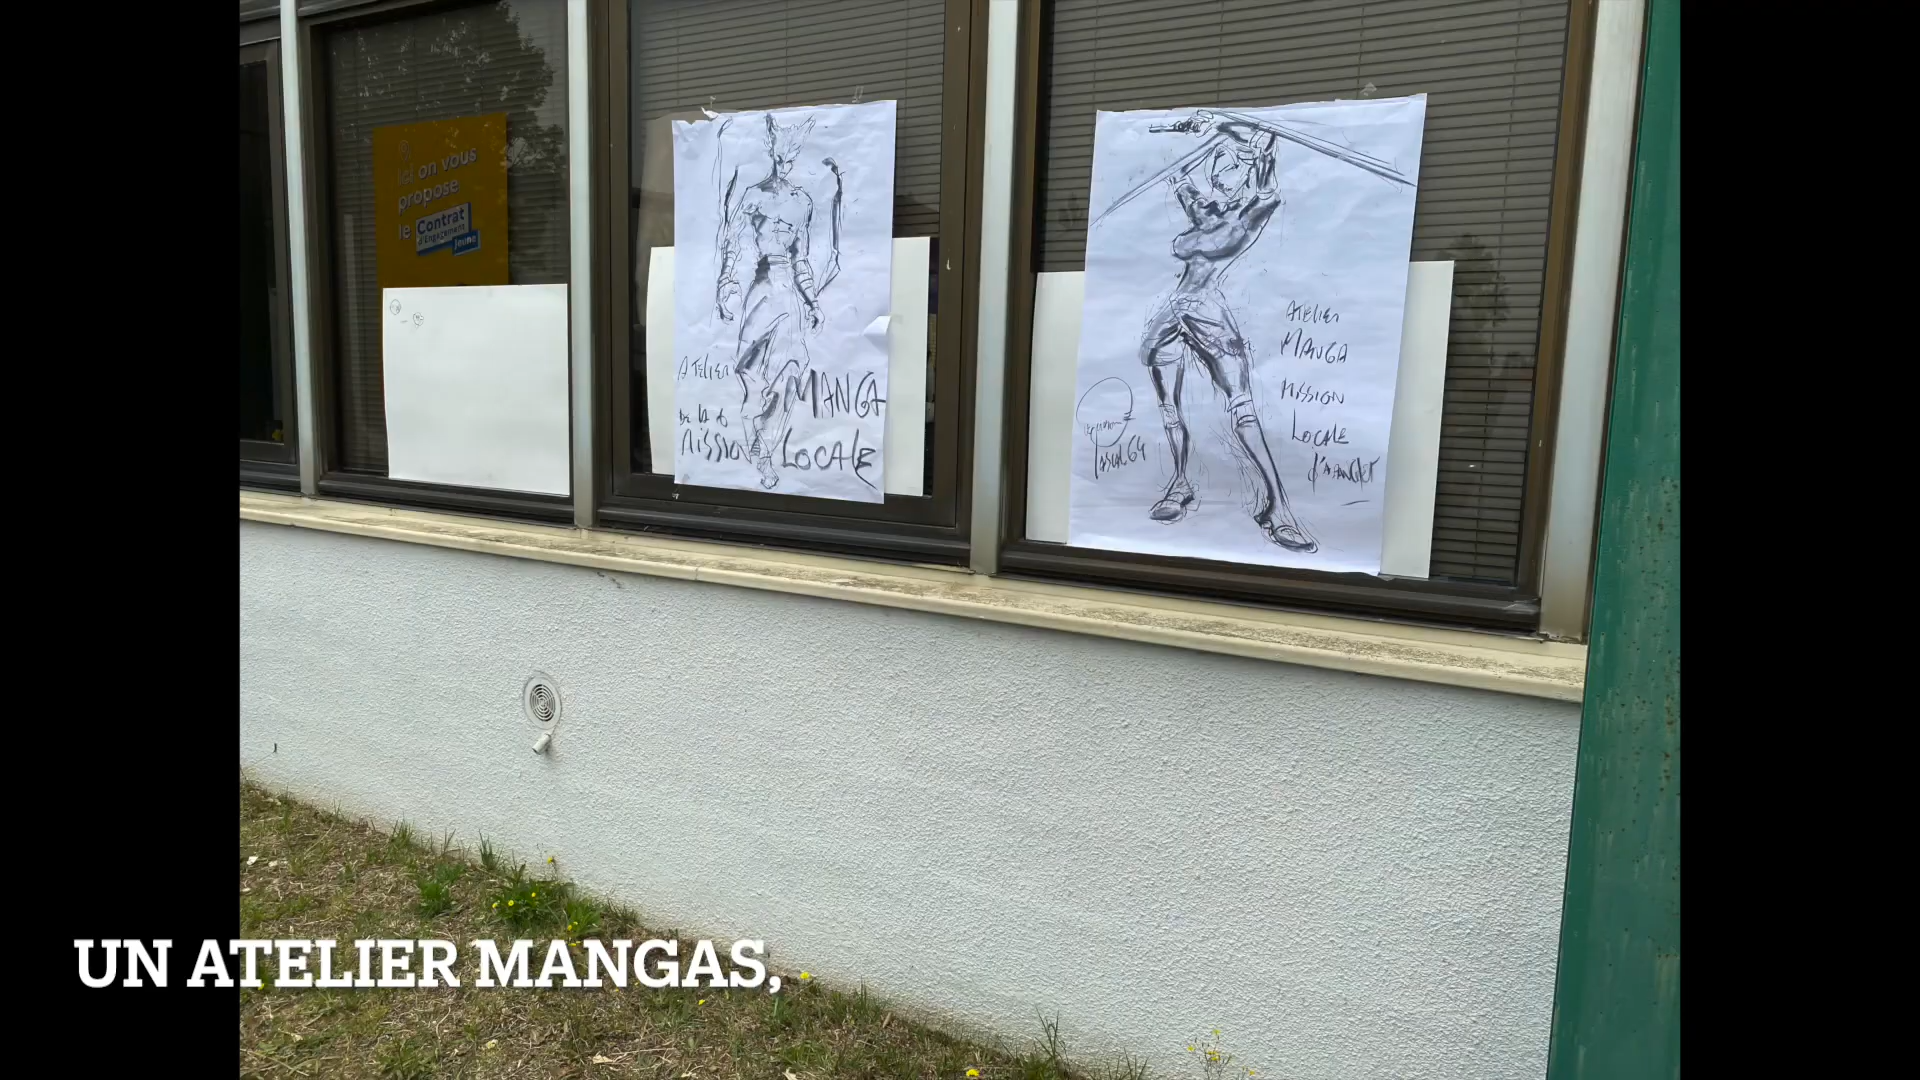 Ici on vous
propose
le Contrat
d'Engagement
Jeune
ATELIER
MANGA
DE LA
MISSION LOCALE
ATELIER
MANGA
MISSION
LOCALE
UN ATELIER MANGAS,